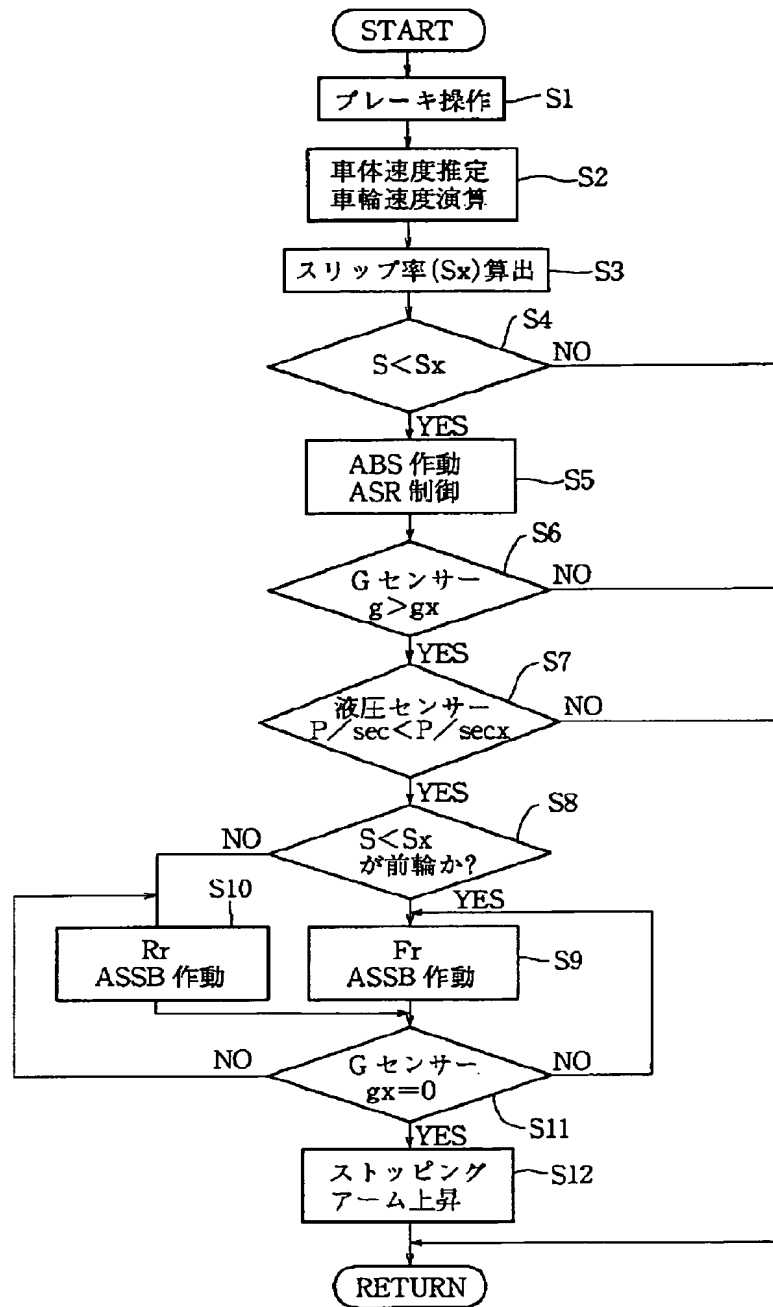 START
ブレーキ操作
S1
車体速度推定
車輪速度演算
S2
スリップ率(Sx)算出
S3
S4
S<Sx
NO
YES
ABS 作動
ASR 制御
S5
S6
G センサー
g>gx
NO
YES
S7
液圧センサー
P/sec<P/secx
NO
YES
S8
S<Sx
が前輪か?
NO
YES
S10
Rr
ASSB 作動
Fr
ASSB 作動
S9
G センサー
gx=0
NO
NO
S11
YES
ストッピング
アーム上昇
S12
RETURN